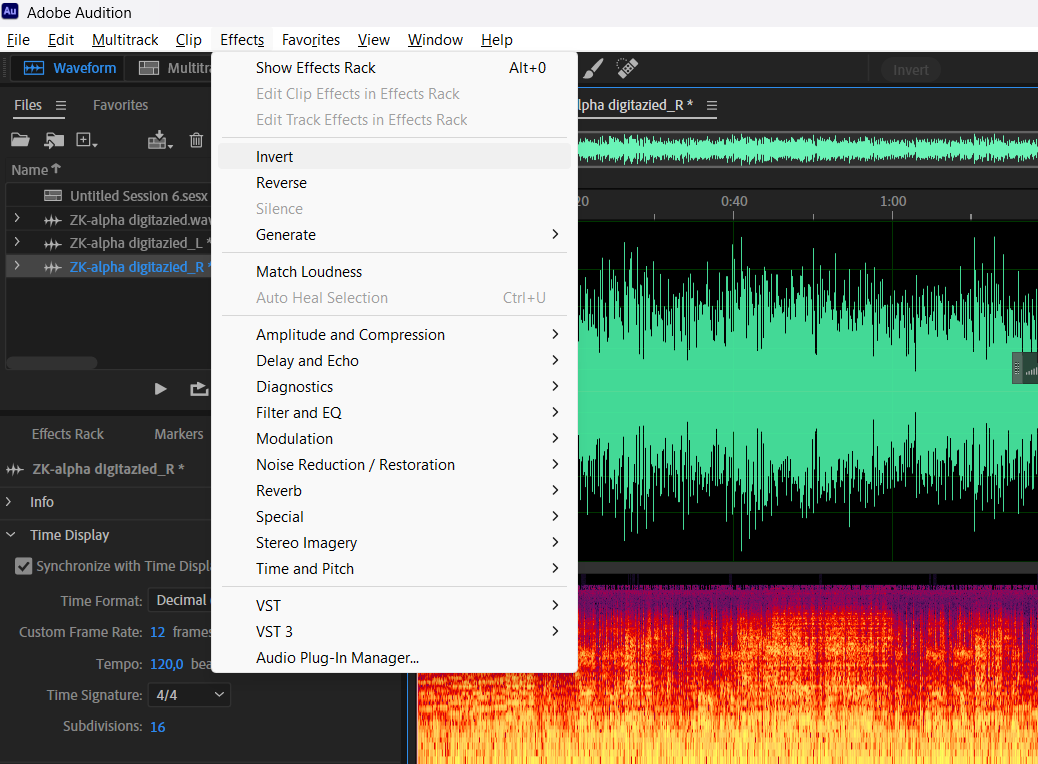 Au Adobe Audition
File Edit Multitrack Clip Effects Favorites View Window Help
Waveform Multitra Invert
Files Favorites
lpha digitazied_R *
Name
Untitled Session 6.sesx
ZK-alpha digitazied.wav
ZK-alpha digitazied_L *
ZK-alpha digitazied_R *
Effects Rack Markers
ZK-alpha digitazied_R *
Info
Time Display
Synchronize with Time Displ
Time Format: Decimal
Custom Frame Rate: 12 frames
Tempo: 120,0 bea
Time Signature: 4/4
Subdivisions: 16
Show Effects Rack Alt+0
Edit Clip Effects in Effects Rack
Edit Track Effects in Effects Rack
Invert
Reverse
Silence
Generate
Match Loudness
Auto Heal Selection Ctrl+U
Amplitude and Compression
Delay and Echo
Diagnostics
Filter and EQ
Modulation
Noise Reduction / Restoration
Reverb
Special
Stereo Imagery
Time and Pitch
VST
VST 3
Audio Plug-In Manager...
20 0:40 1:00